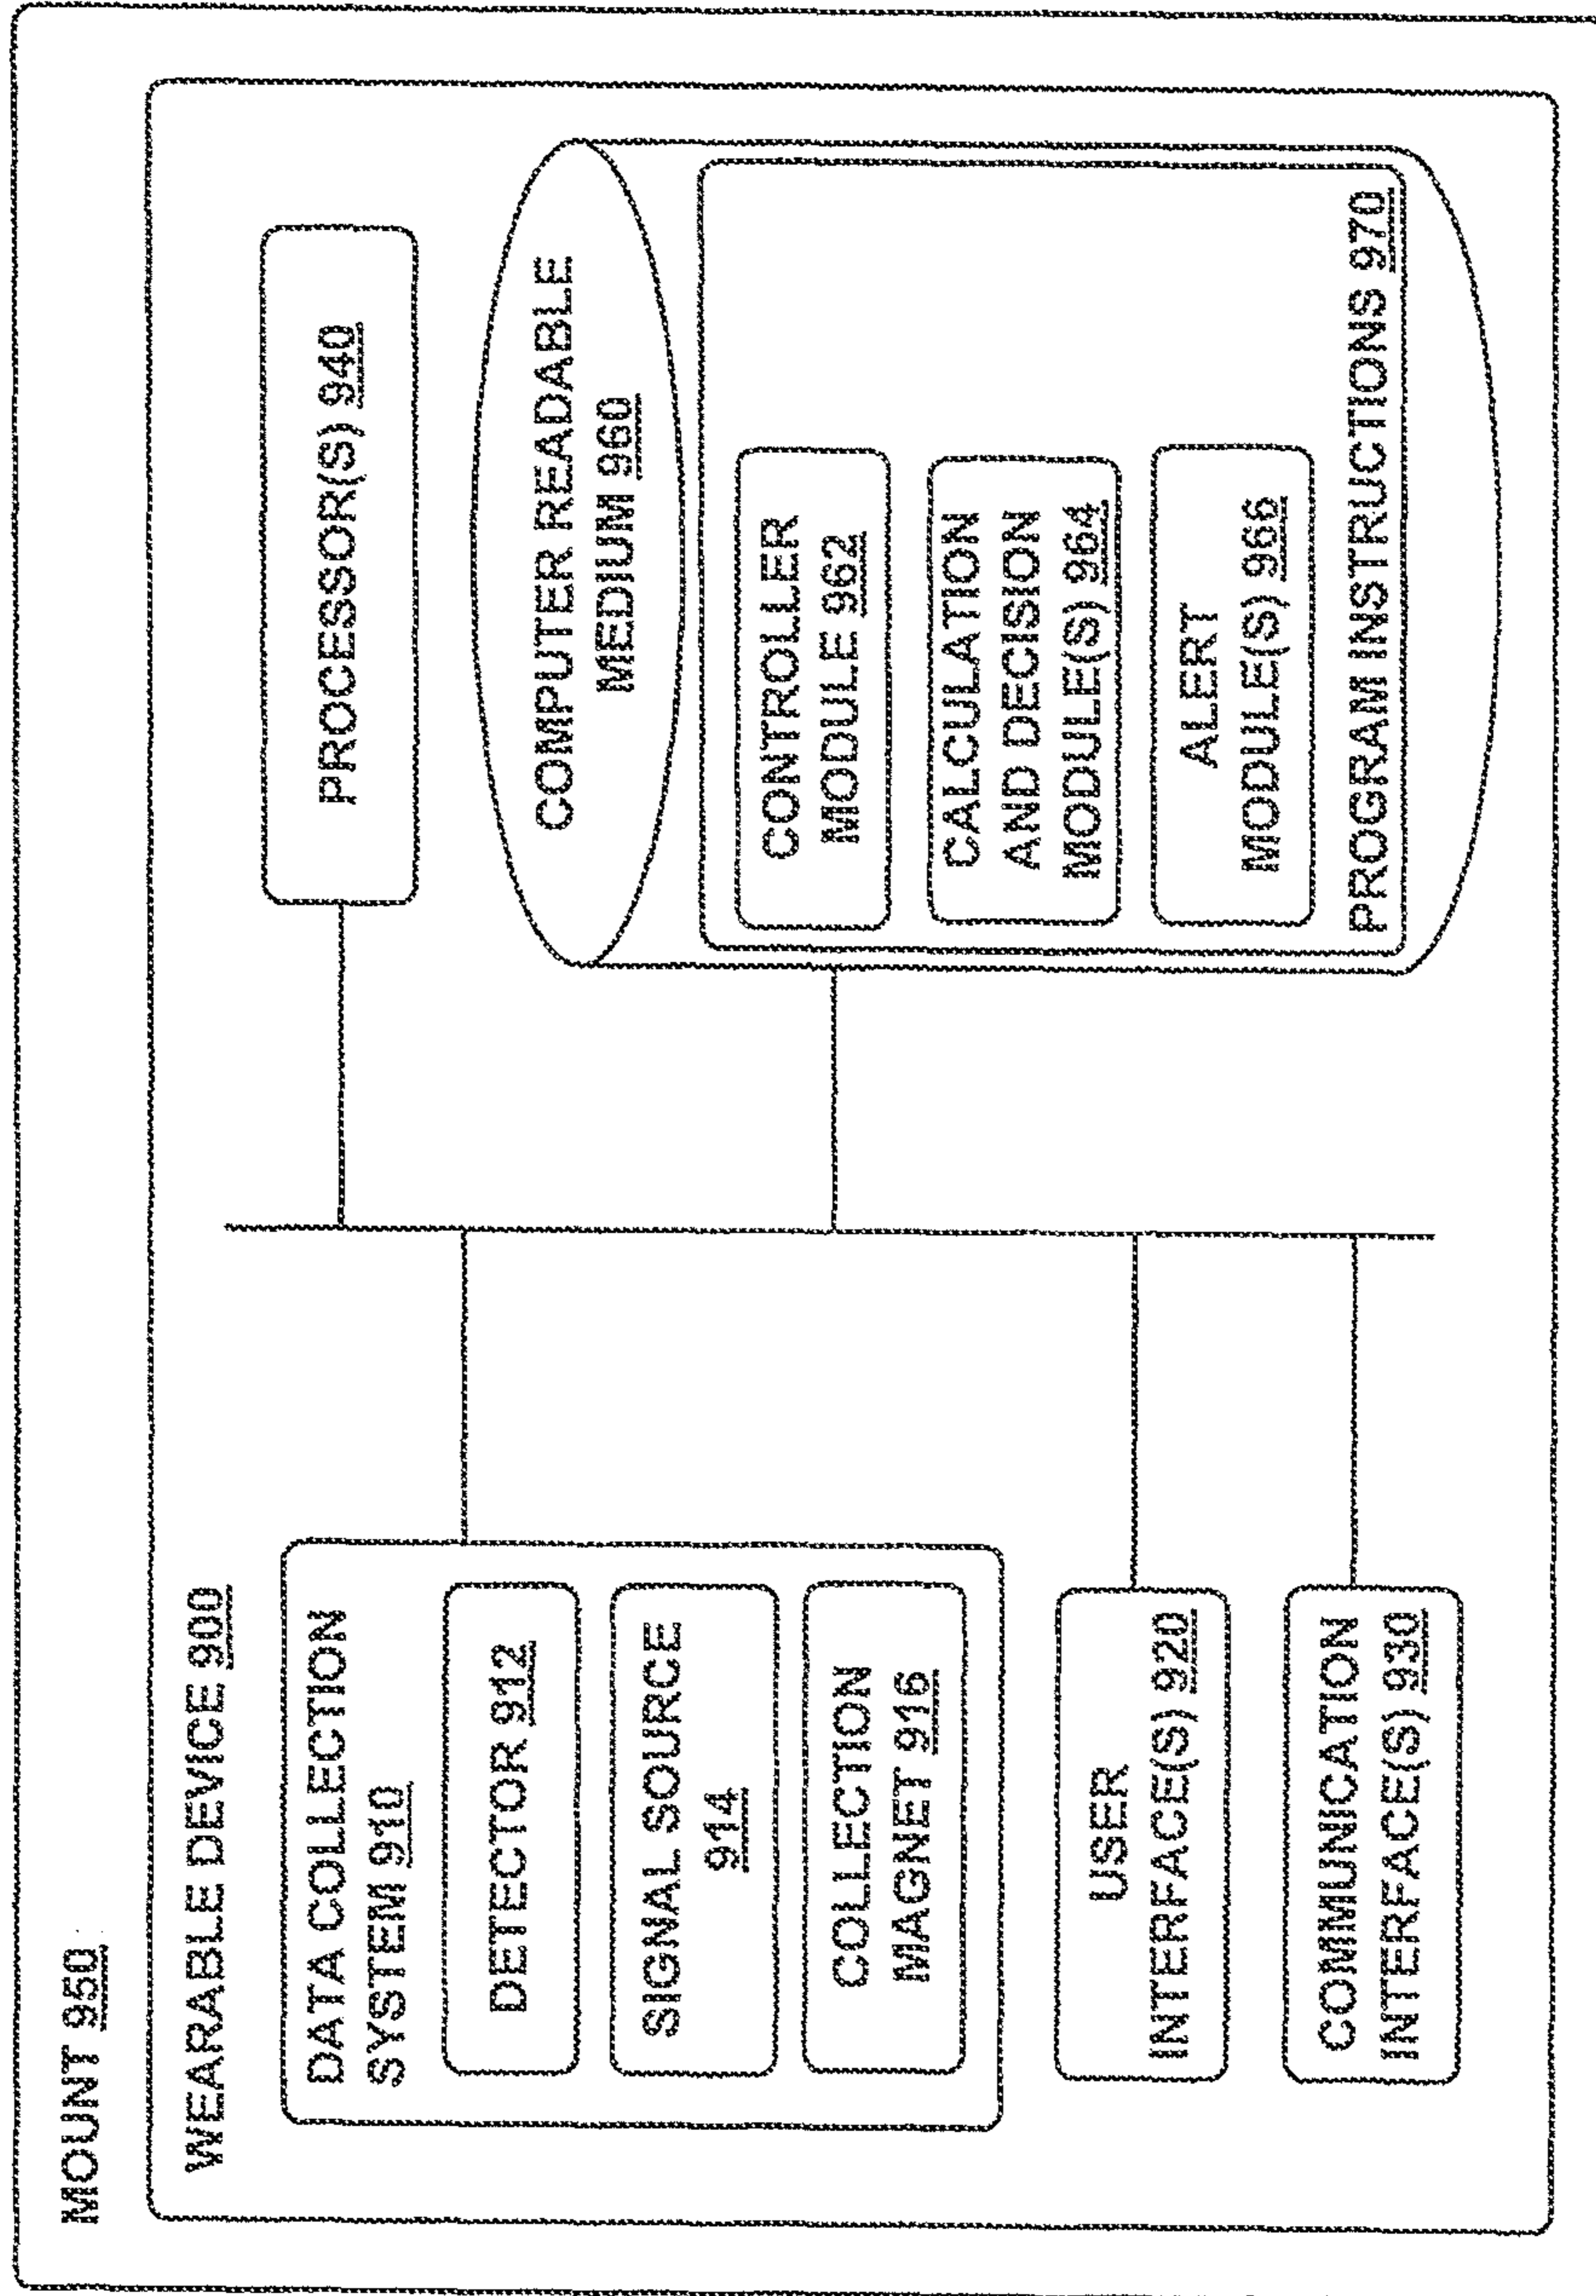 MOUNT 950
WEARABLE DEVICE 900
DATA COLLECTION
SYSTEM 910
DETECTOR 912
SIGNAL SOURCE
914
COLLECTION
MAGNET 916
USER
INTERFACE(S) 920
COMMUNICATION
INTERFACE(S) 930
PROCESSOR(S) 940
COMPUTER READABLE
MEDIUM 960
CONTROLLER
MODULE 962
CALCULATION
AND DECISION
MODULE(S) 964
ALERT
MODULE(S) 966
PROGRAM INSTRUCTIONS 970